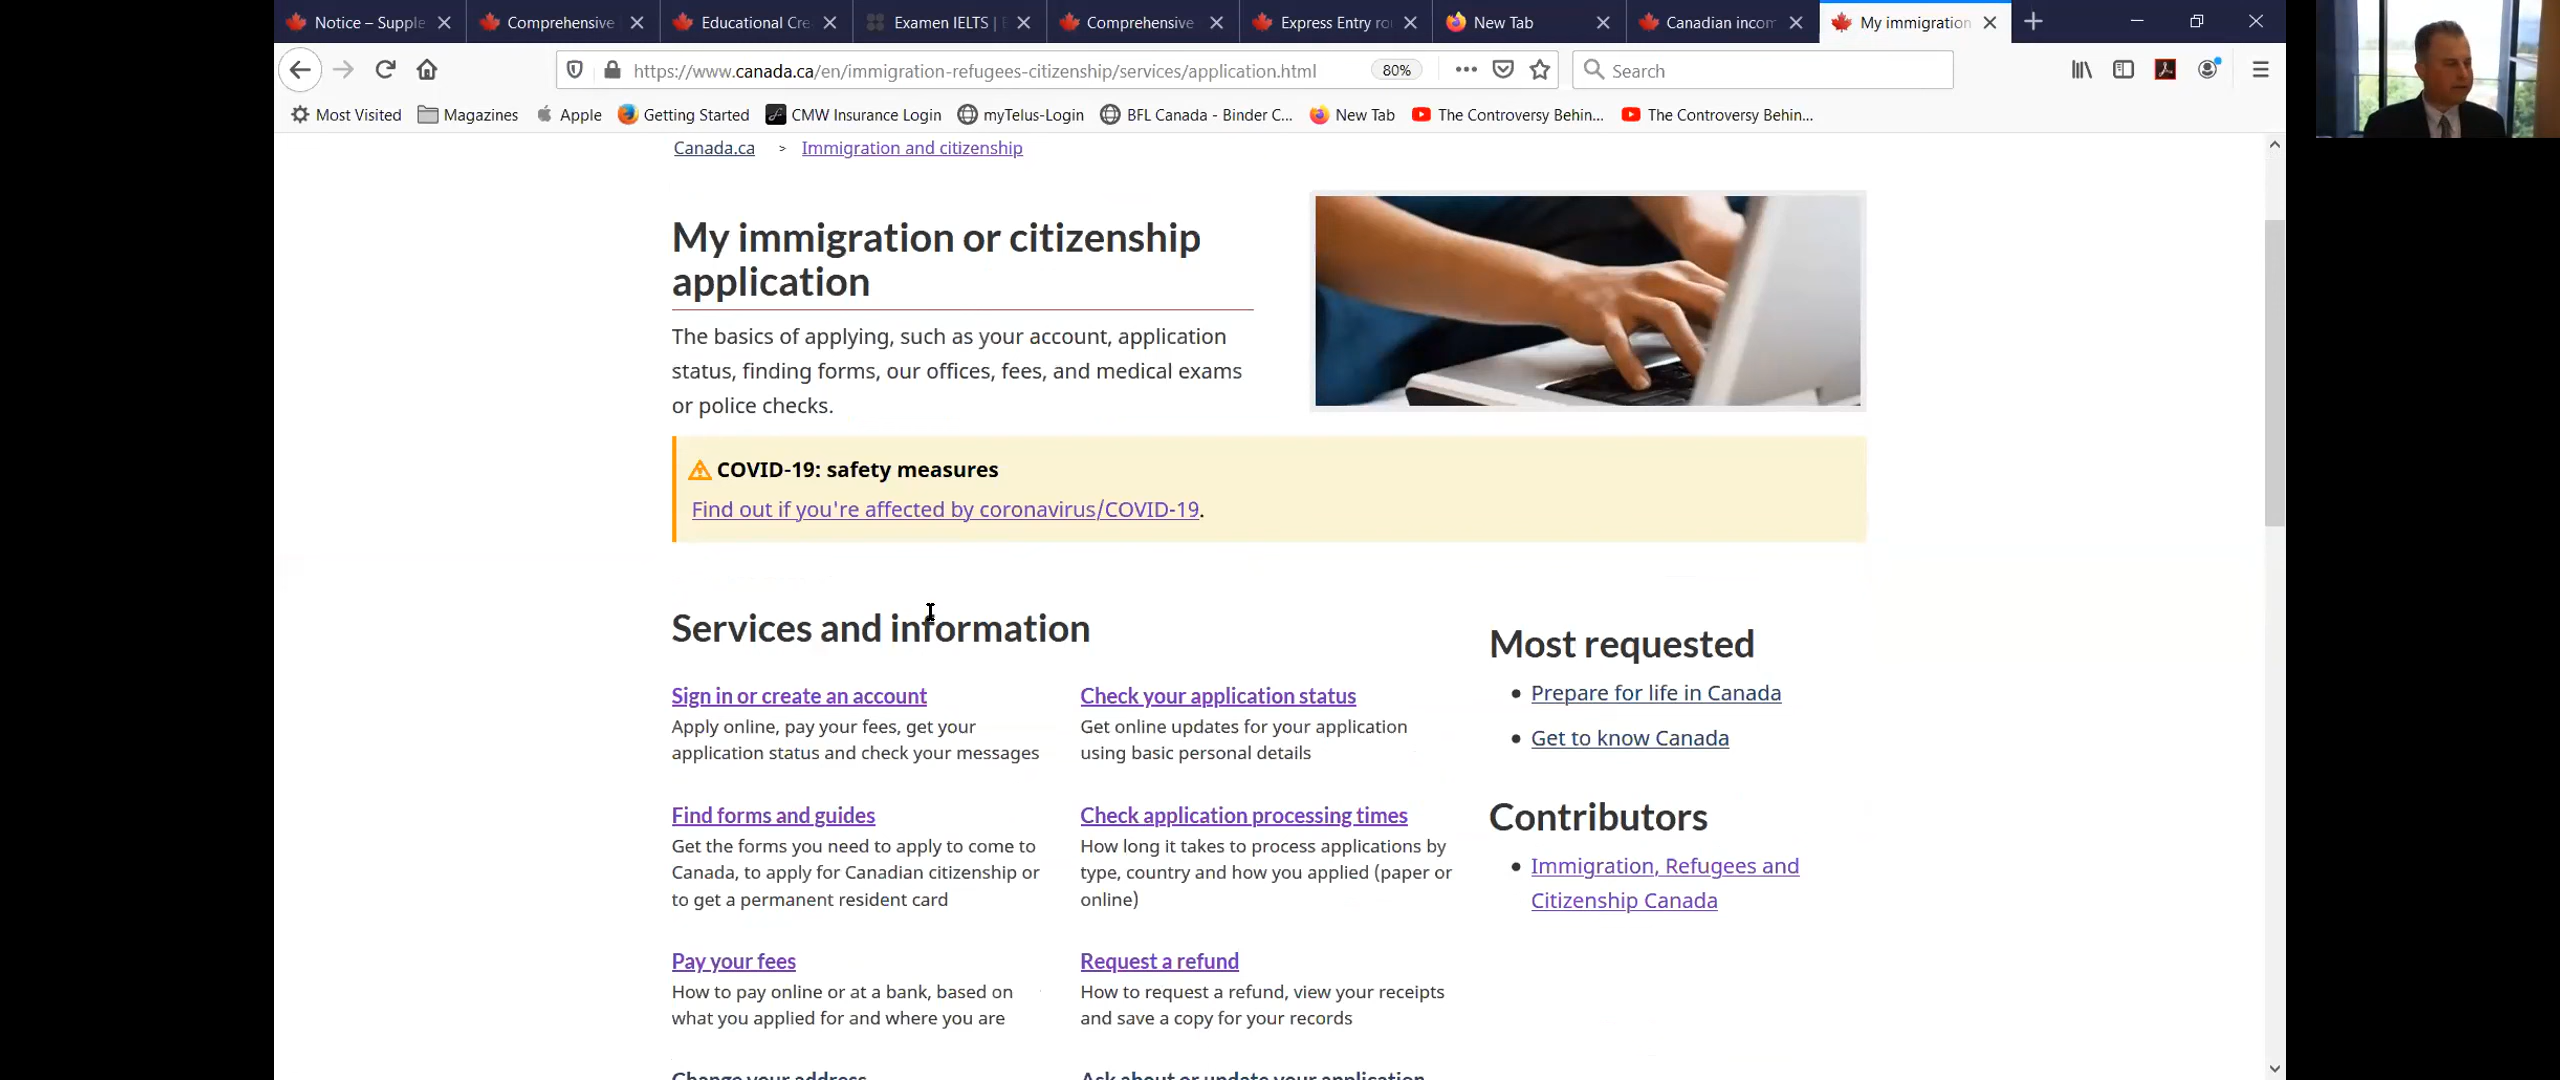 Notice – Supple
Comprehensive
Educational Cre
Examen IELTS | E
Comprehensive
Express Entry ro
New Tab
Canadian incom
My immigration
https://www.canada.ca/en/immigration-refugees-citizenship/services/application.html
80%
Search
Most Visited
Magazines
Apple
Getting Started
CMW Insurance Login
myTelus-Login
BFL Canada - Binder C...
New Tab
The Controversy Behin...
The Controversy Behin...
Canada.ca > Immigration and citizenship
My immigration or citizenship
application
The basics of applying, such as your account, application
status, finding forms, our offices, fees, and medical exams
or police checks.
COVID-19: safety measures
Find out if you're affected by coronavirus/COVID-19.
Services and information
Sign in or create an account
Apply online, pay your fees, get your
application status and check your messages
Check your application status
Get online updates for your application
using basic personal details
Find forms and guides
Get the forms you need to apply to come to
Canada, to apply for Canadian citizenship or
to get a permanent resident card
Check application processing times
How long it takes to process applications by
type, country and how you applied (paper or
online)
Pay your fees
How to pay online or at a bank, based on
what you applied for and where you are
Request a refund
How to request a refund, view your receipts
and save a copy for your records
Change your address
Ask about or update your application
Most requested
• Prepare for life in Canada
• Get to know Canada
Contributors
• Immigration, Refugees and
Citizenship Canada